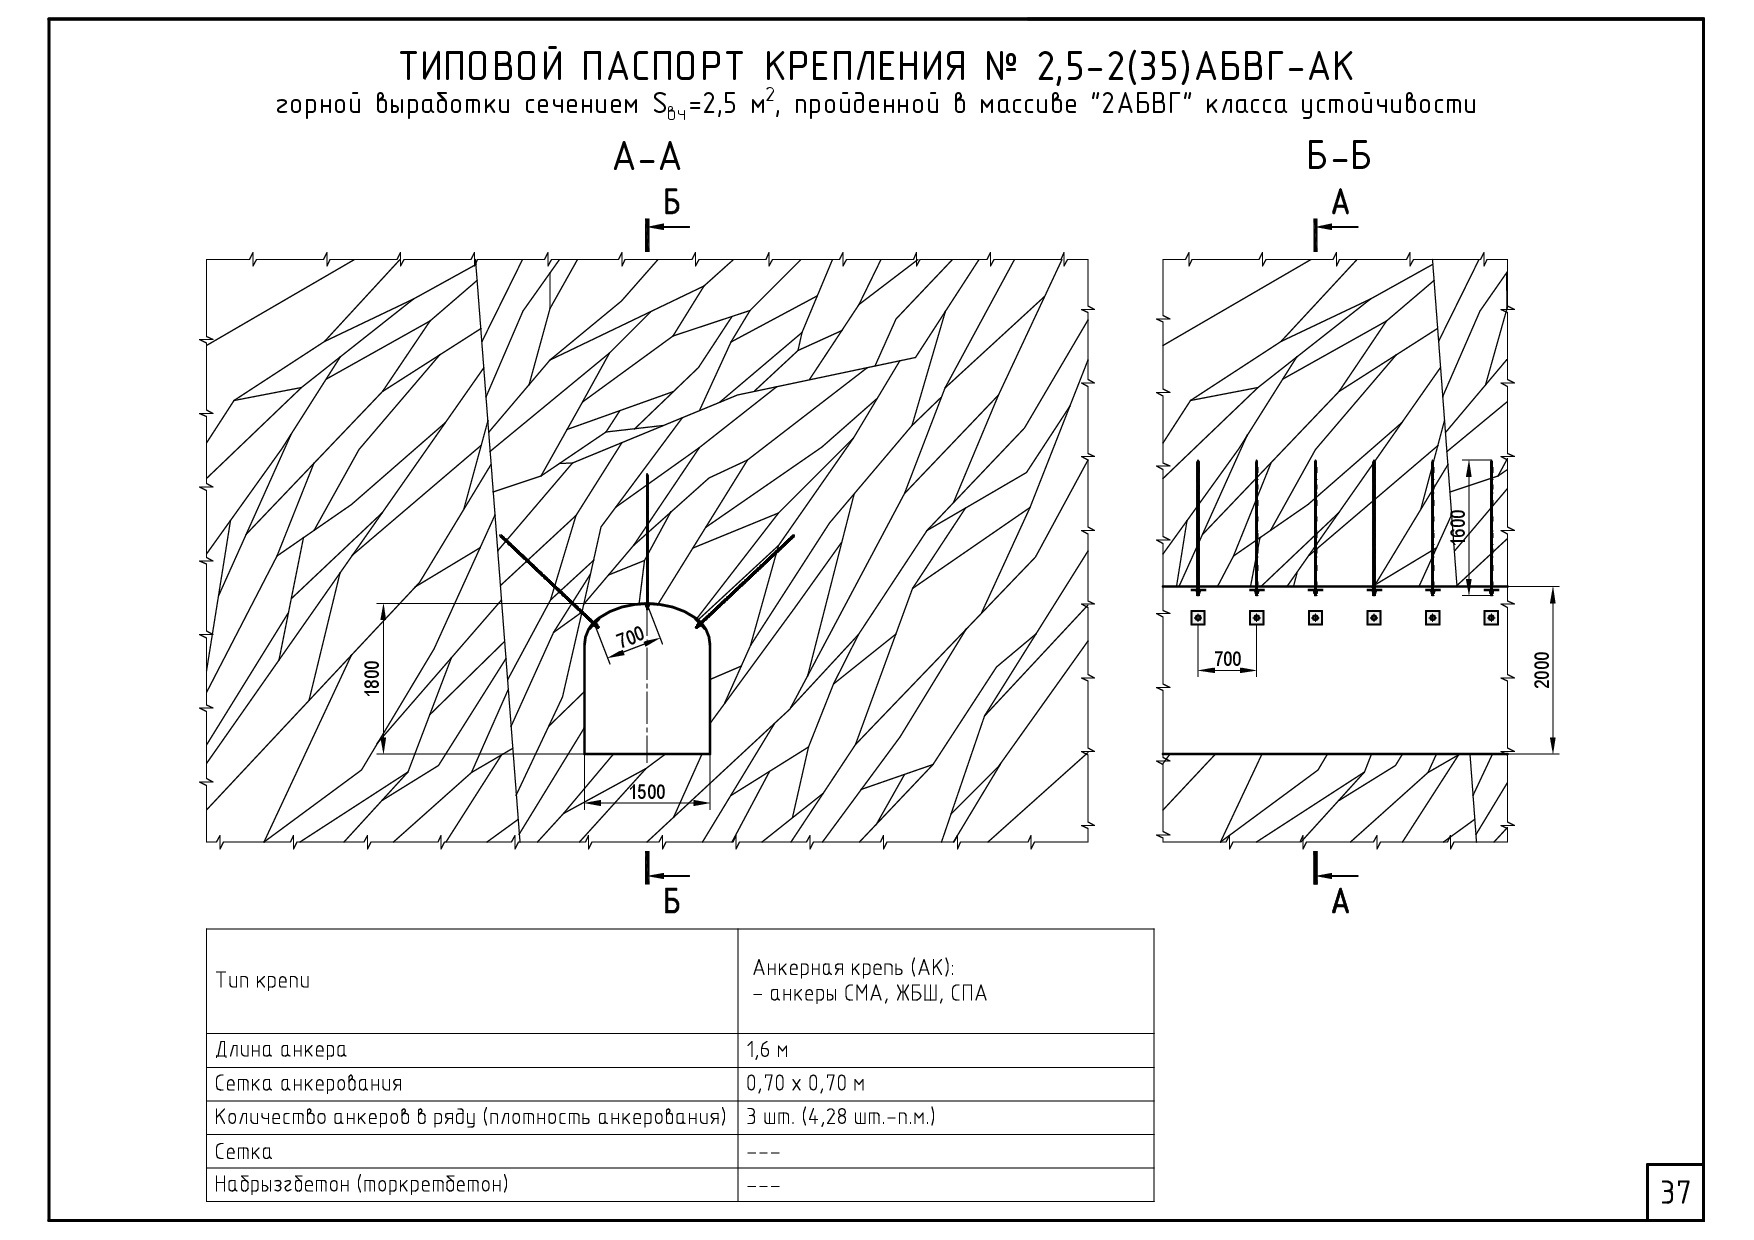 ТИПОВОЙ ПАСПОРТ КРЕПЛЕНИЯ № 2,5-2(35)АБВГ-АК
горной выработки сечением Sвч=2,5 м², пройденной в массиве "2АБВГ" класса устойчивости
А-А
Б
Б-Б
А
700
1800
1500
Б
1600
700
2000
А
Тип крепи
Анкерная крепь (АК):
- анкеры СМА, ЖБШ, СПА
Длина анкера
1,6 м
Сетка анкерования
0,70 х 0,70 м
Количество анкеров в ряду (плотность анкерования)
3 шт. (4,28 шт.-п.м.)
Сетка
---
Набрызгбетон (торкретбетон)
---
37